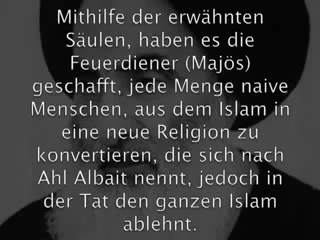 Mithilfe der erwähnten
Säulen, haben es die
Feuerdiener (Majös)
geschafft, jede Menge naive
Menschen, aus dem Islam in
eine neue Religion zu
konvertieren, die sich nach
Ahl Albait nennt, jedoch in
der Tat den ganzen Islam
ablehnt.